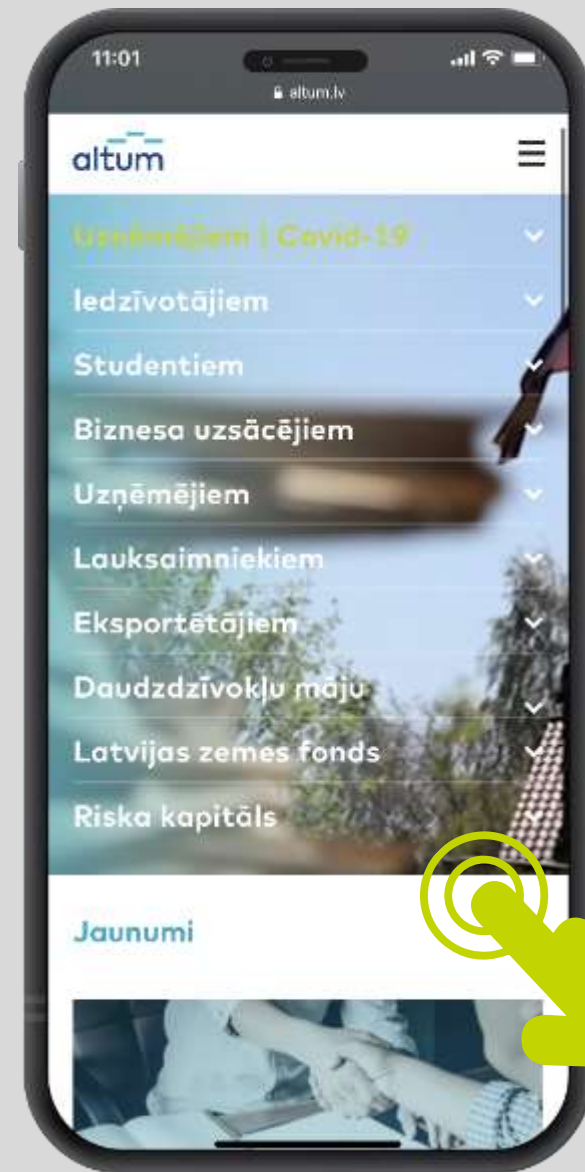 11:01
altum.lv
altum
Uzņēmējiem | Covid-19
Iedzīvotājiem
Studentiem
Biznesa uzsācējiem
Uzņēmējiem
Lauksaimniekiem
Eksportētājiem
Daudzdzīvokļu māju
Latvijas zemes fonds
Riska kapitāls
Jaunumi